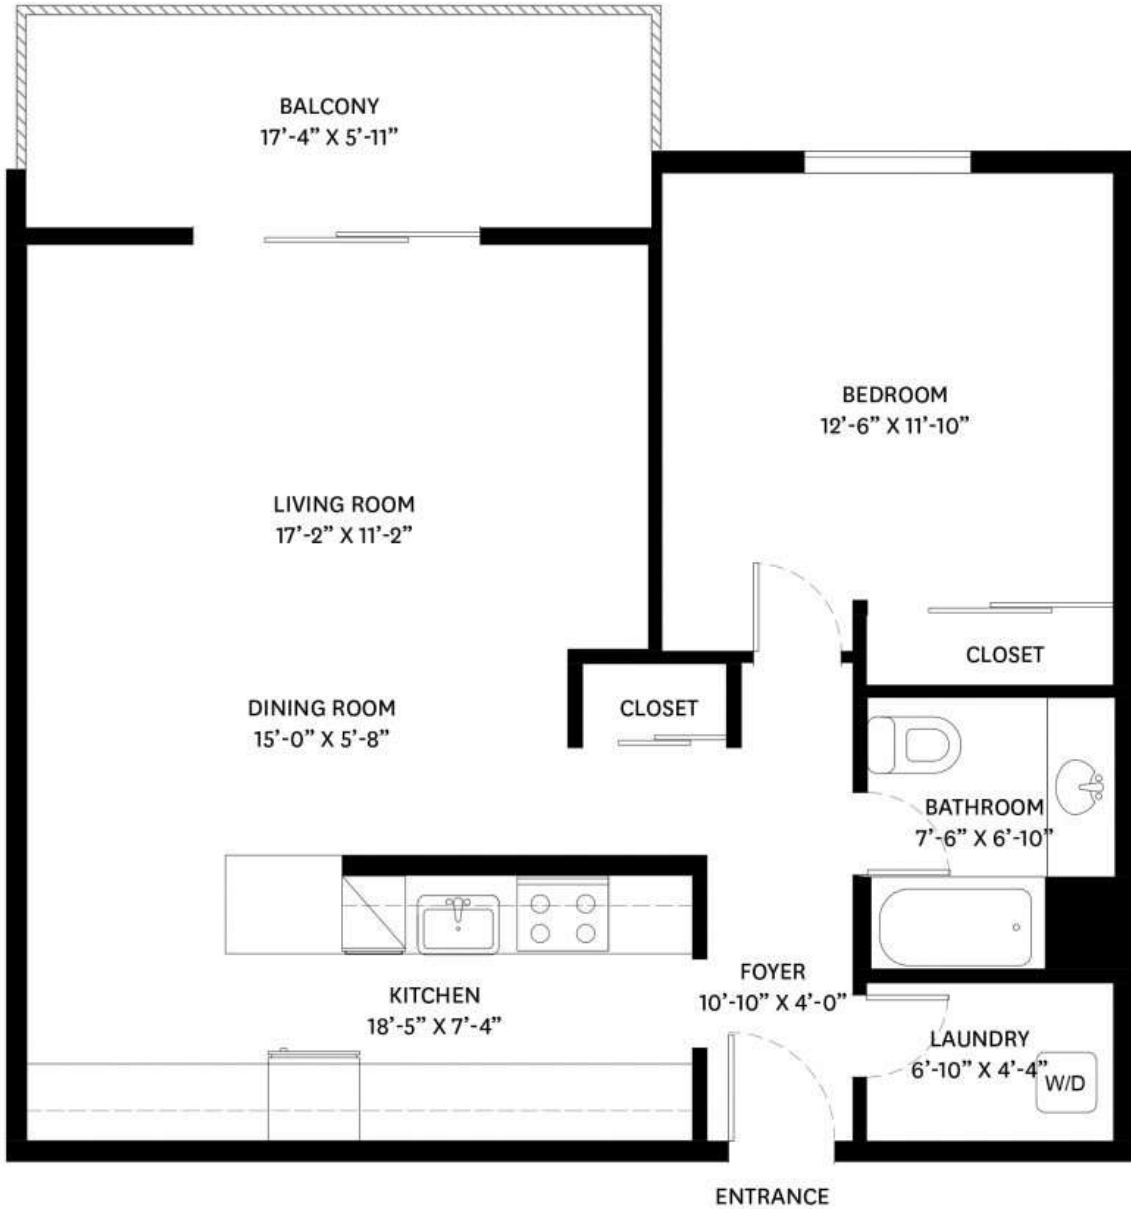 BALCONY
17’-4” X 5’-11”
BEDROOM
12’-6” X 11’-10”
LIVING ROOM
17’-2” X 11’-2”
CLOSET
DINING ROOM
15’-0” X 5’-8”
CLOSET
BATHROOM
7’-6” X 6’-10”
KITCHEN
18’-5” X 7’-4”
FOYER
10’-10” X 4’-0”
LAUNDRY
6’-10” X 4’-4”
W/D
ENTRANCE